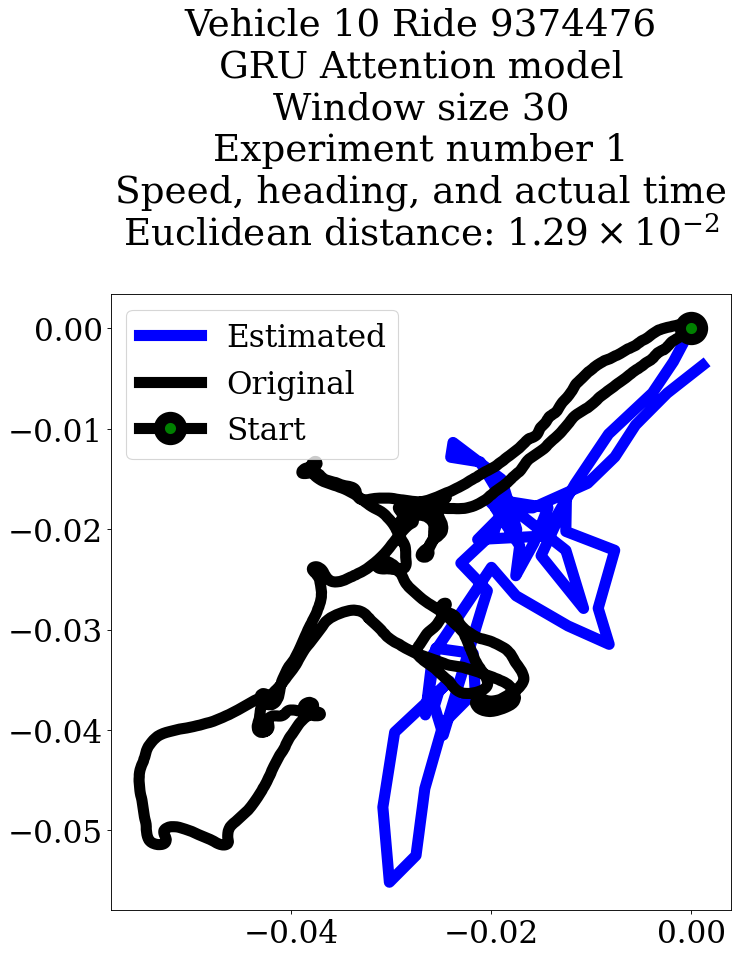 Vehicle 10 Ride 9374476
GRU Attention model
Window size 30
Experiment number 1
Speed, heading, and actual time
Euclidean distance: 1.29 × 10⁻²
Estimated
Original
Start
0.00
−0.01
−0.02
−0.03
−0.04
−0.05
−0.04
−0.02
0.00